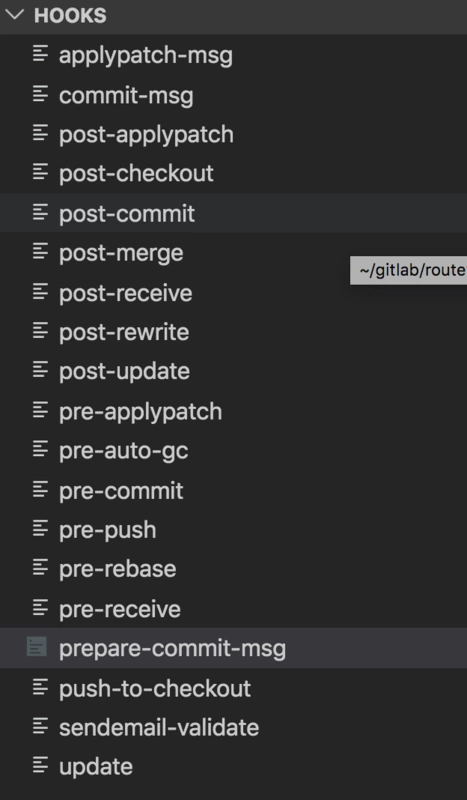 HOOKS
applypatch-msg
commit-msg
post-applypatch
post-checkout
post-commit
post-merge
~/gitlab/route
post-receive
post-rewrite
post-update
pre-applypatch
pre-auto-gc
pre-commit
pre-push
pre-rebase
pre-receive
prepare-commit-msg
push-to-checkout
sendemail-validate
update